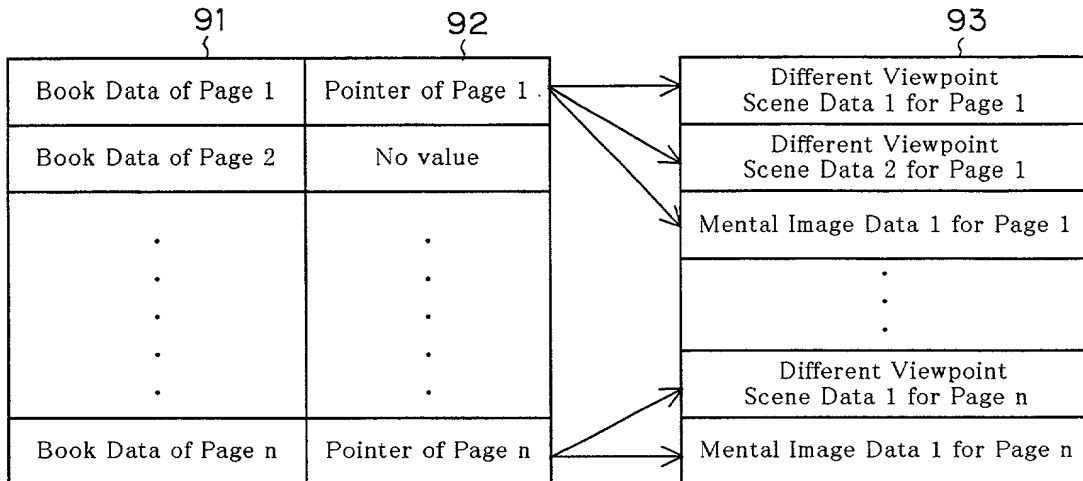 91
92
93
Book Data of Page 1
Pointer of Page 1
Different Viewpoint
Scene Data 1 for Page 1
Book Data of Page 2
No value
Different Viewpoint
Scene Data 2 for Page 1
Mental Image Data 1 for Page 1
Different Viewpoint
Scene Data 1 for Page n
Book Data of Page n
Pointer of Page n
Mental Image Data 1 for Page n